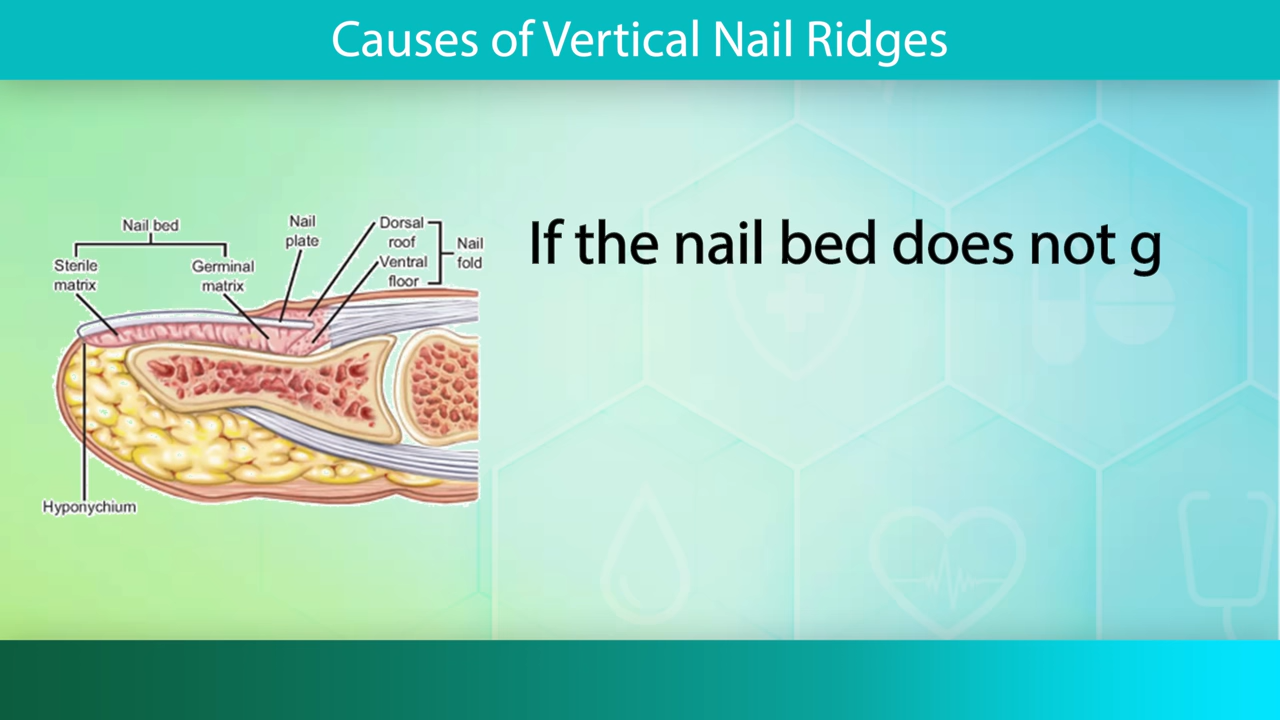 Causes of Vertical Nail Ridges
If the nail bed does not g
Nail bed
Nail
plate
Dorsal
roof
Ventral
floor
Nail
fold
Sterile
matrix
Germinal
matrix
Hyponychium